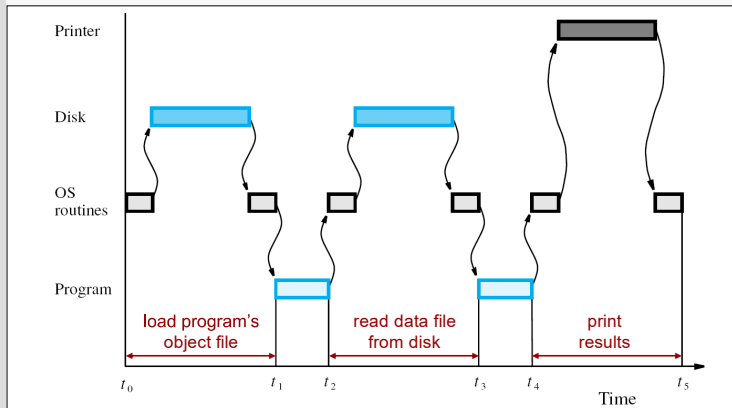 Printer
Disk
OS
routines
Program
load program's
object file
read data file
from disk
print
results
t0
t1
t2
t3
t4
t5
Time